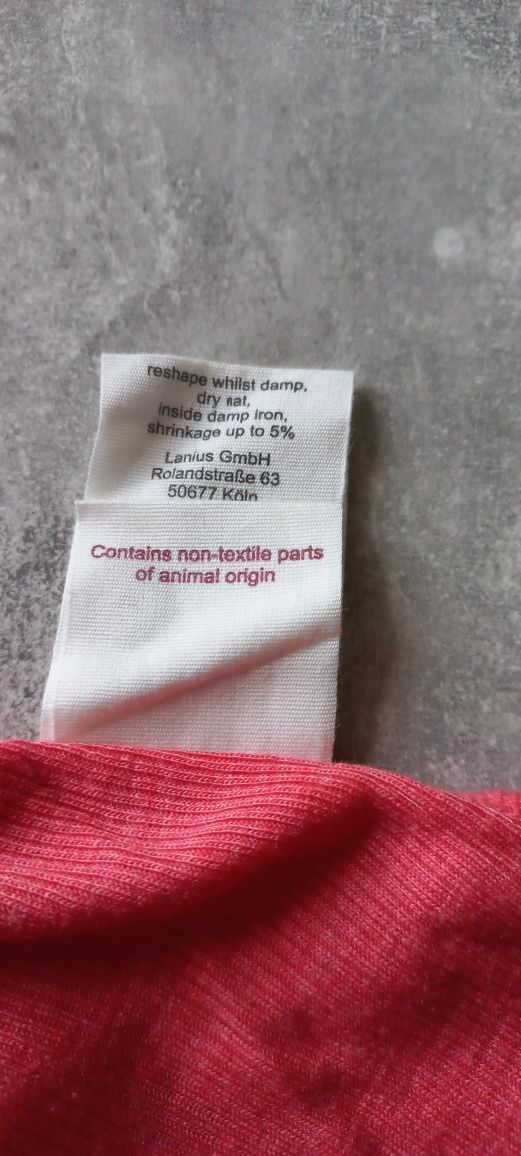 reshape whilst damp,
dry flat,
inside damp iron,
shrinkage up to 5%
Lanius GmbH
Rolandstraße 63
50677 Köln
Contains non-textile parts
of animal origin